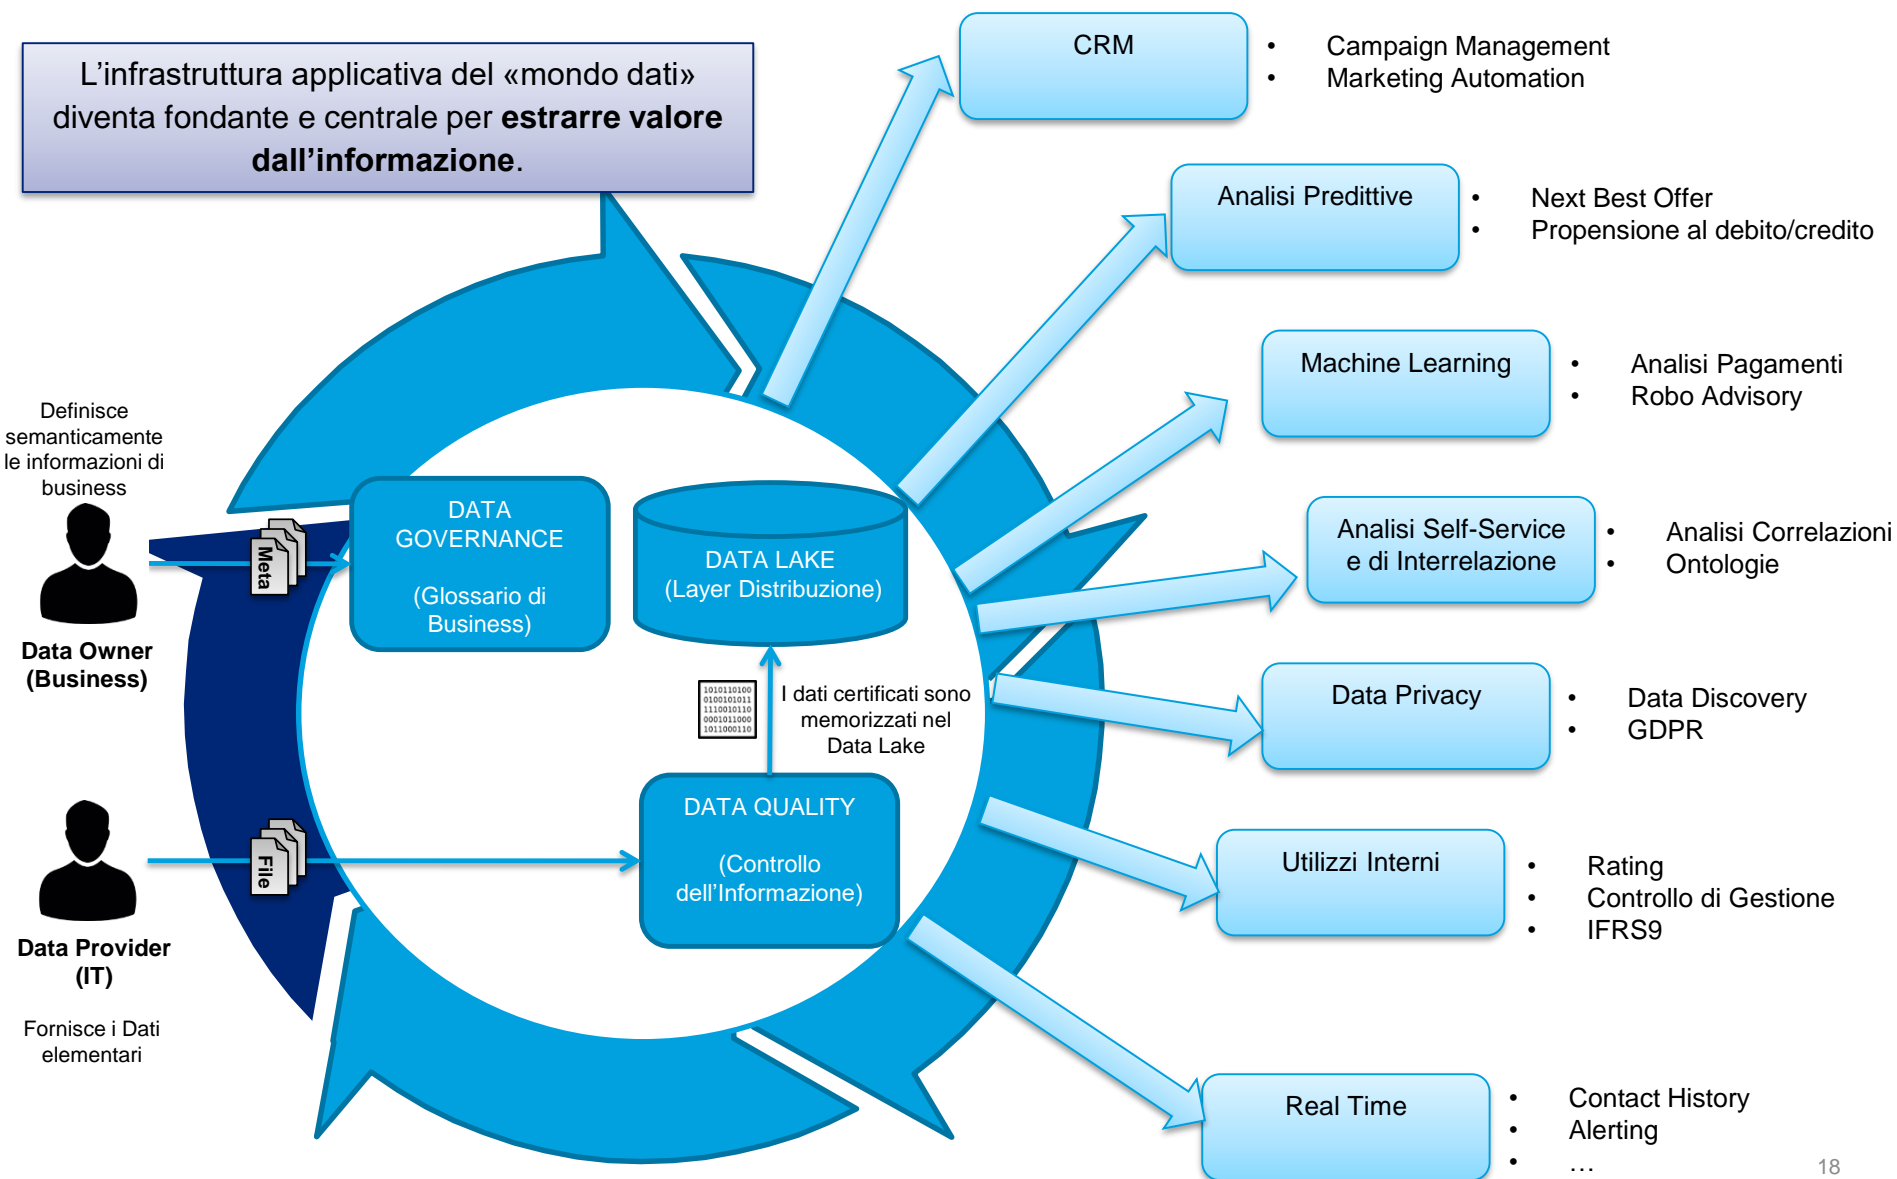 L'infrastruttura applicativa del «mondo dati»
diventa fondante e centrale per estrarre valore
dall'informazione.
CRM
• Campaign Management
• Marketing Automation
Analisi Predittive
• Next Best Offer
• Propensione al debito/credito
Machine Learning
• Analisi Pagamenti
• Robo Advisory
Analisi Self-Service
e di Interrelazione
• Analisi Correlazioni
• Ontologie
Data Privacy
• Data Discovery
• GDPR
Utilizzi Interni
• Rating
• Controllo di Gestione
• IFRS9
Real Time
• Contact History
• Alerting
• …
Definisce
semanticamente
le informazioni di
business
Data Owner
(Business)
Meta
DATA
GOVERNANCE
(Glossario di
Business)
DATA LAKE
(Layer Distribuzione)
1010110100
0100101011
1110010110
0001011000
1011000110
I dati certificati sono
memorizzati nel
Data Lake
DATA QUALITY
(Controllo
dell'Informazione)
File
Data Provider
(IT)
Fornisce i Dati
elementari
18